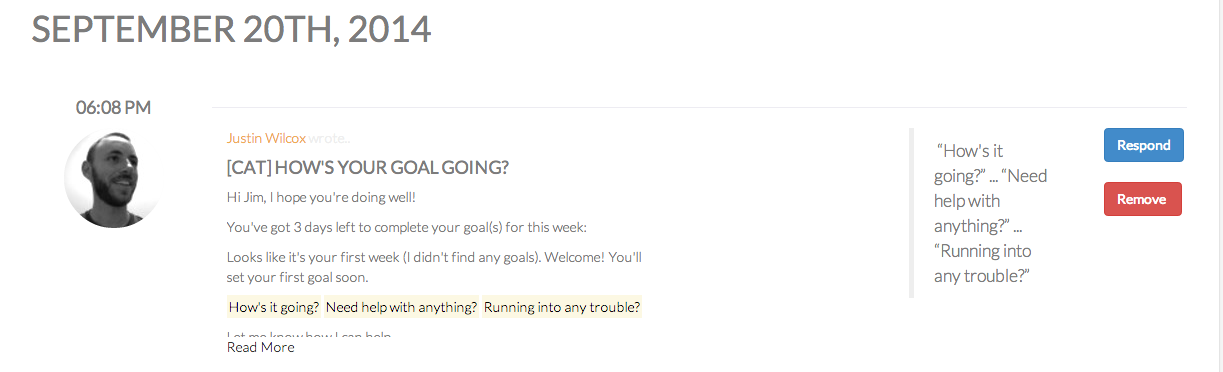 SEPTEMBER 20TH, 2014
06:08 PM
Justin Wilcox wrote..
[CAT] HOW'S YOUR GOAL GOING?
Hi Jim, I hope you're doing well!
You've got 3 days left to complete your goal(s) for this week:
Looks like it's your first week (I didn't find any goals). Welcome! You'll
set your first goal soon.
How's it going? Need help with anything? Running into any trouble?
Let me know how I can help
Read More
“How's it
going?” ... “Need
help with
anything?” ...
“Running into
any trouble?”
Respond
Remove